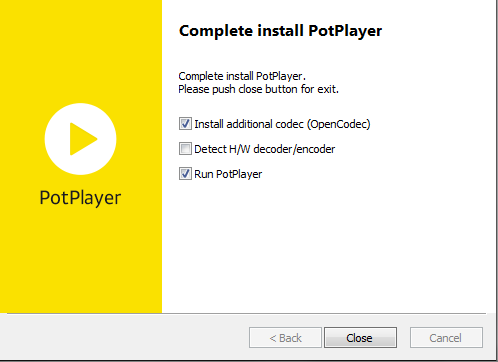 Complete install PotPlayer
Complete install PotPlayer.
Please push close button for exit.
Install additional codec (OpenCodec)
Detect H/W decoder/encoder
Run PotPlayer
PotPlayer
< Back
Close
Cancel